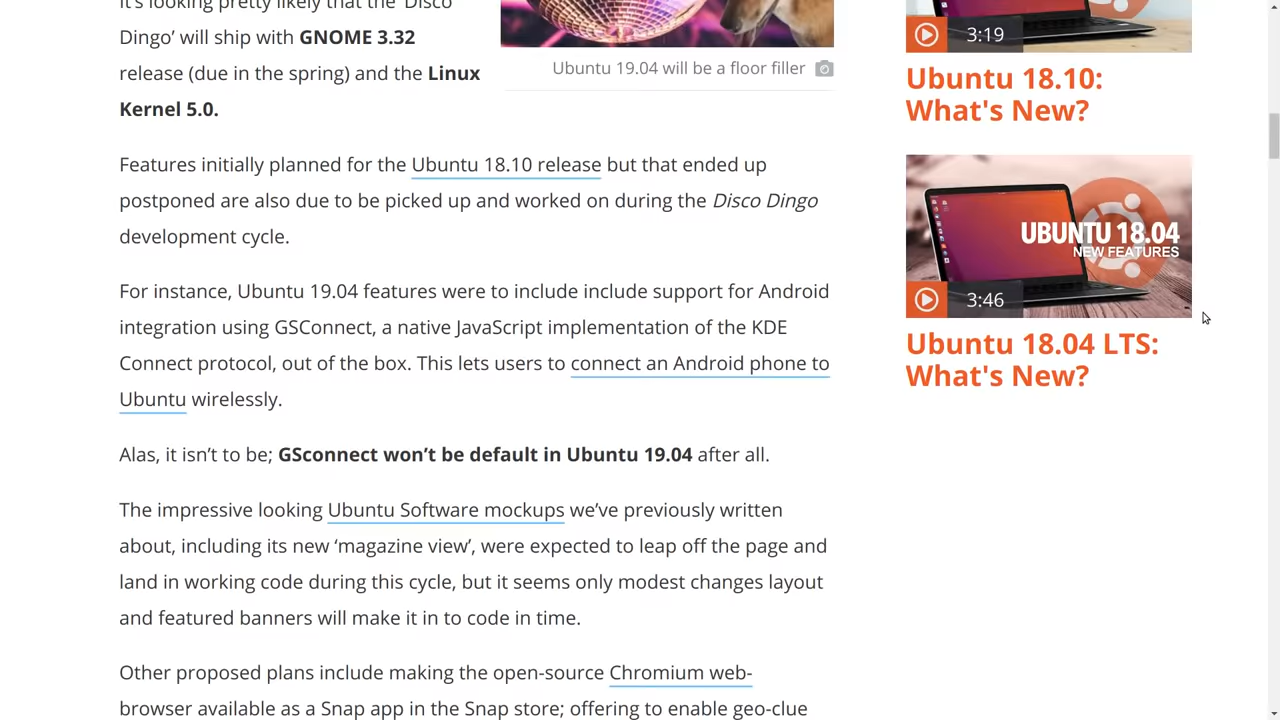 It's looking pretty likely that the 'Disco
Dingo' will ship with GNOME 3.32
release (due in the spring) and the Linux
Kernel 5.0.
Ubuntu 19.04 will be a floor filler
Features initially planned for the Ubuntu 18.10 release but that ended up
postponed are also due to be picked up and worked on during the Disco Dingo
development cycle.
For instance, Ubuntu 19.04 features were to include include support for Android
integration using GSConnect, a native JavaScript implementation of the KDE
Connect protocol, out of the box. This lets users to connect an Android phone to
Ubuntu wirelessly.
Alas, it isn’t to be; GSconnect won’t be default in Ubuntu 19.04 after all.
The impressive looking Ubuntu Software mockups we’ve previously written
about, including its new ‘magazine view’, were expected to leap off the page and
land in working code during this cycle, but it seems only modest changes layout
and featured banners will make it in to code in time.
Other proposed plans include making the open-source Chromium web-
browser available as a Snap app in the Snap store; offering to enable geo-clue
3:19
Ubuntu 18.10:
What's New?
UBUNTU 18.04
NEW FEATURES
3:46
Ubuntu 18.04 LTS:
What's New?